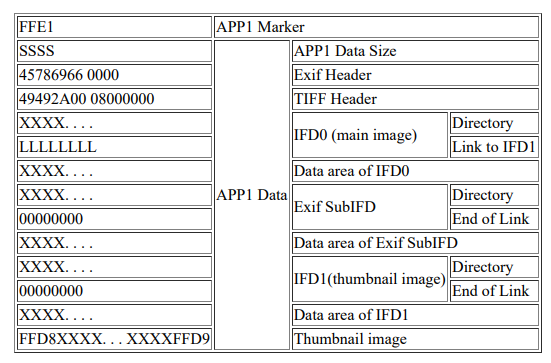 FFE1 APP1 Marker
SSSS APP1 Data Size
45786966 0000 Exif Header
49492A00 08000000 TIFF Header
XXXX. . . . IFD0 (main image) Directory
LLLLLLLL Link to IFD1
XXXX. . . . Data area of IFD0
XXXX. . . . APP1 Data Exif SubIFD Directory
00000000 End of Link
XXXX. . . . Data area of Exif SubIFD
XXXX. . . . IFD1(thumbnail image) Directory
00000000 End of Link
XXXX. . . . Data area of IFD1
FFD8XXXX. . . XXXXFFD9 Thumbnail image